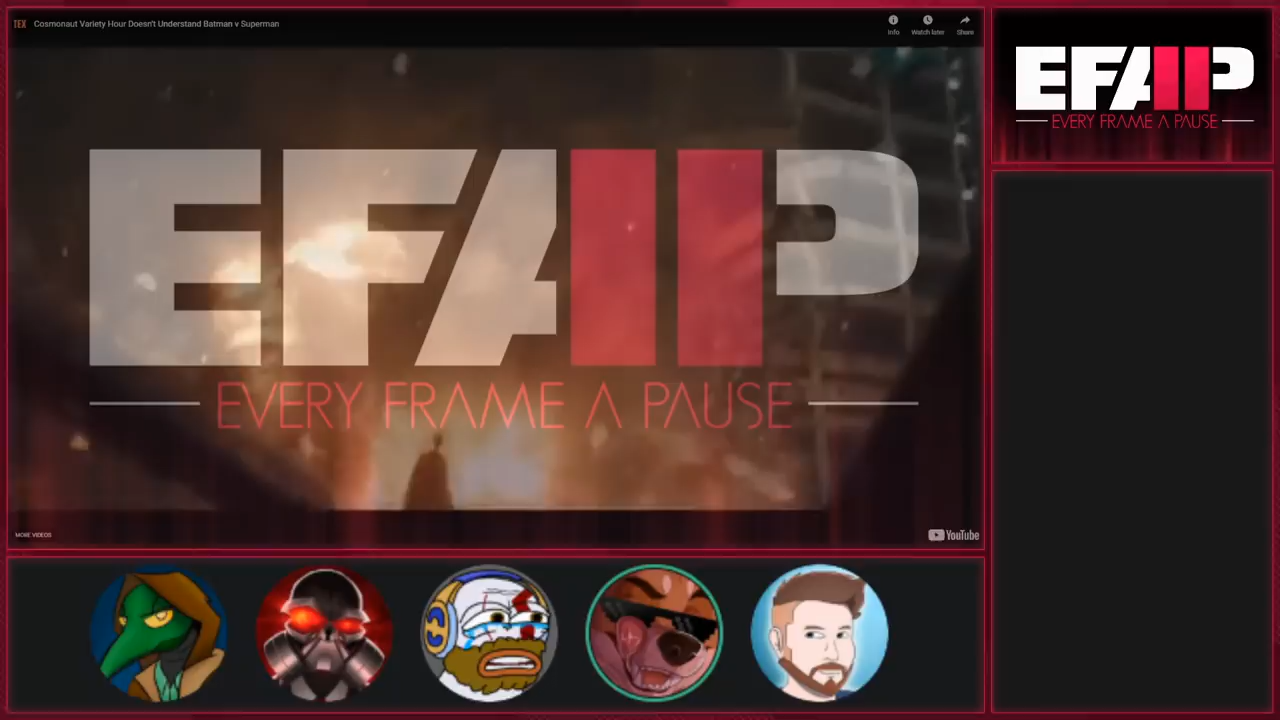 TEX Cosmonaut Variety Hour Doesn't Understand Batman v Superman
Info Watch later Share
EFAP
EVERY FRAME A PAUSE
MORE VIDEOS
YouTube
EFAP
EVERY FRAME A PAUSE